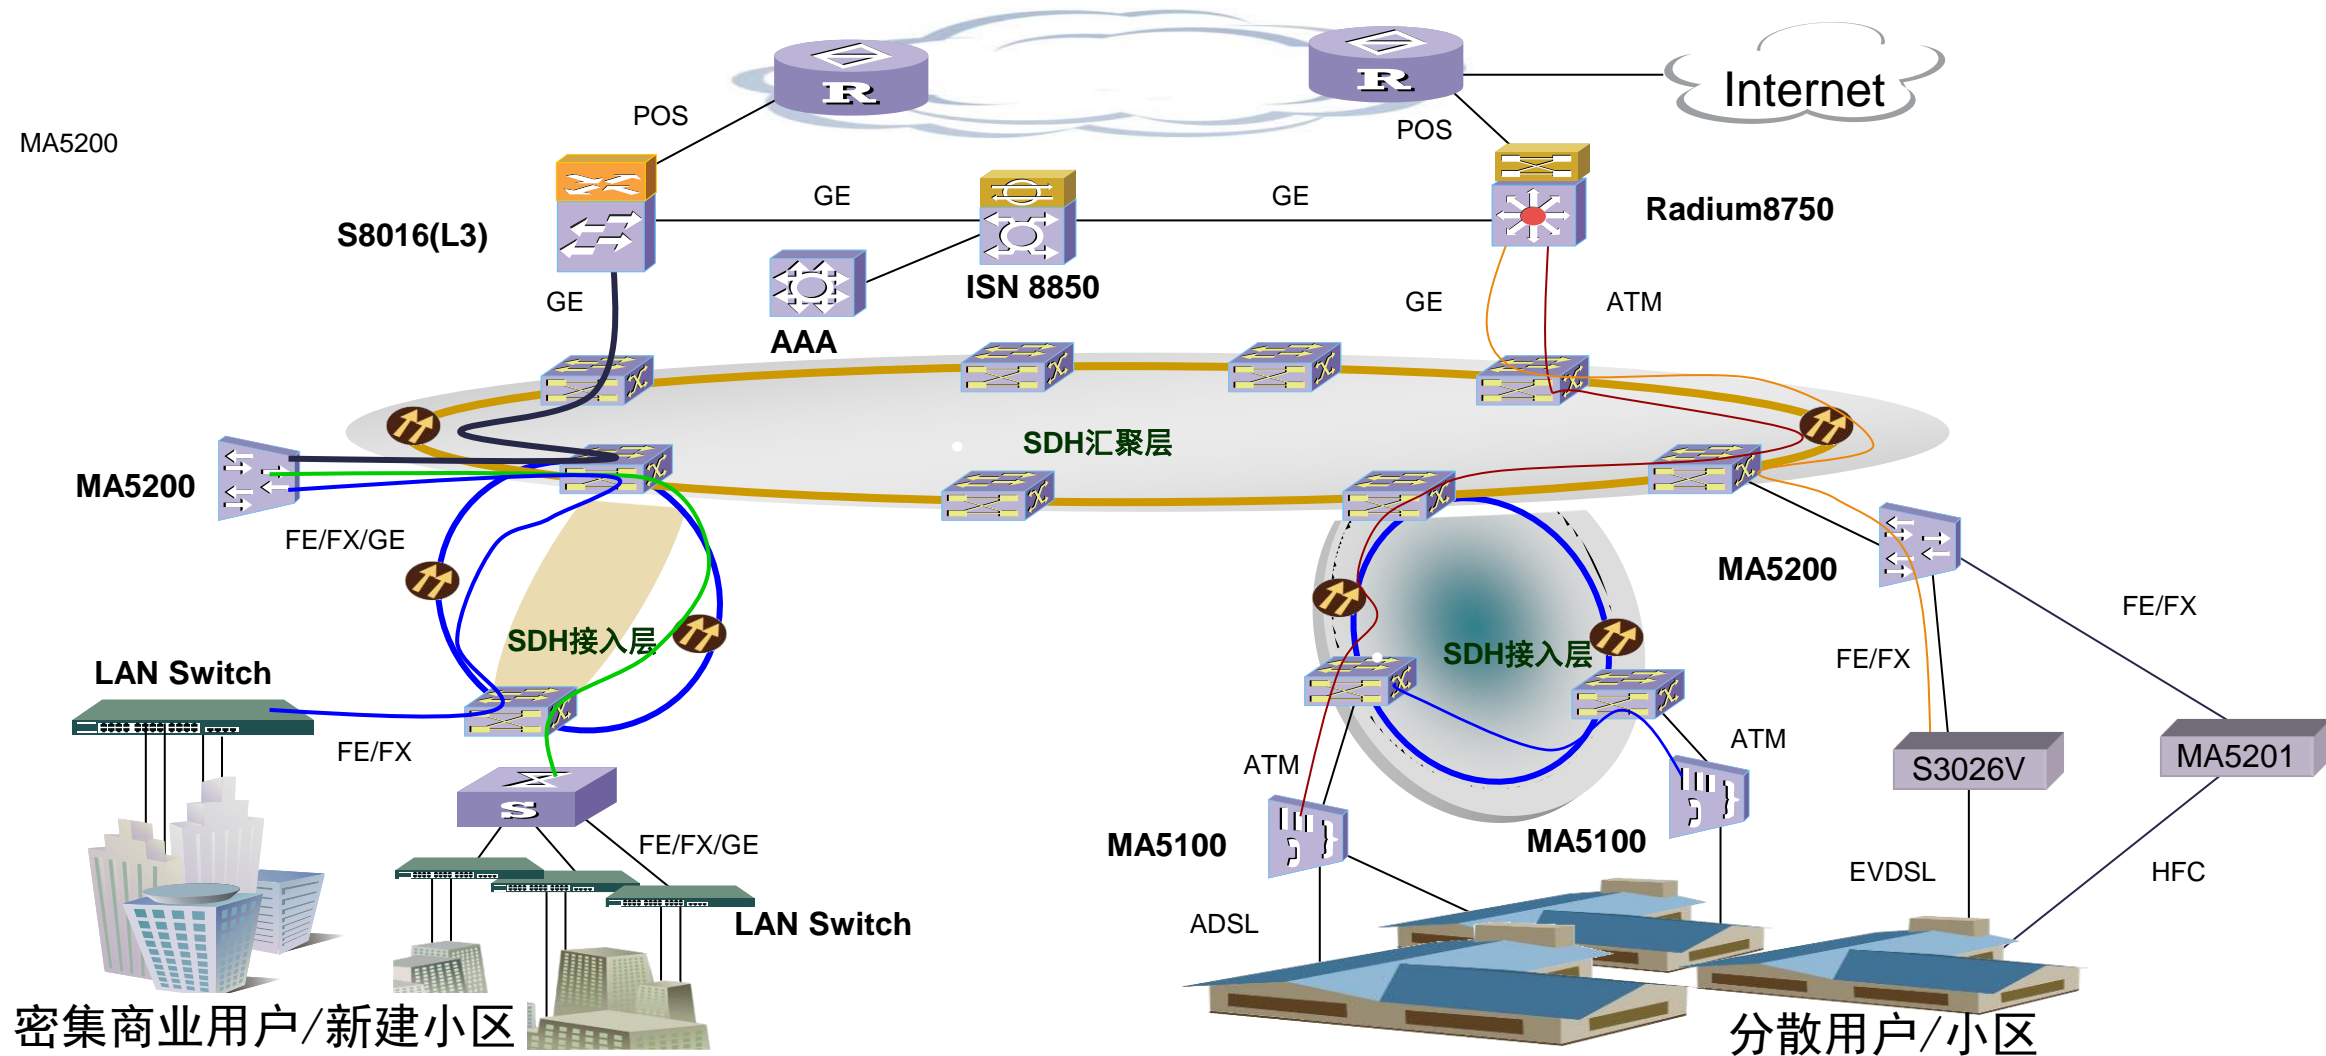 R
R
Internet
POS
POS
MA5200
GE
GE
S8016(L3)
Radium8750
ISN 8850
GE
GE
ATM
AAA
SDH汇聚层
MA5200
FE/FX/GE
MA5200
FE/FX
SDH接入层
SDH接入层
FE/FX
LAN Switch
FE/FX
ATM
ATM
S3026V
MA5201
S
MA5100
MA5100
FE/FX/GE
EVDSL
HFC
LAN Switch
ADSL
密集商业用户/新建小区
分散用户/小区